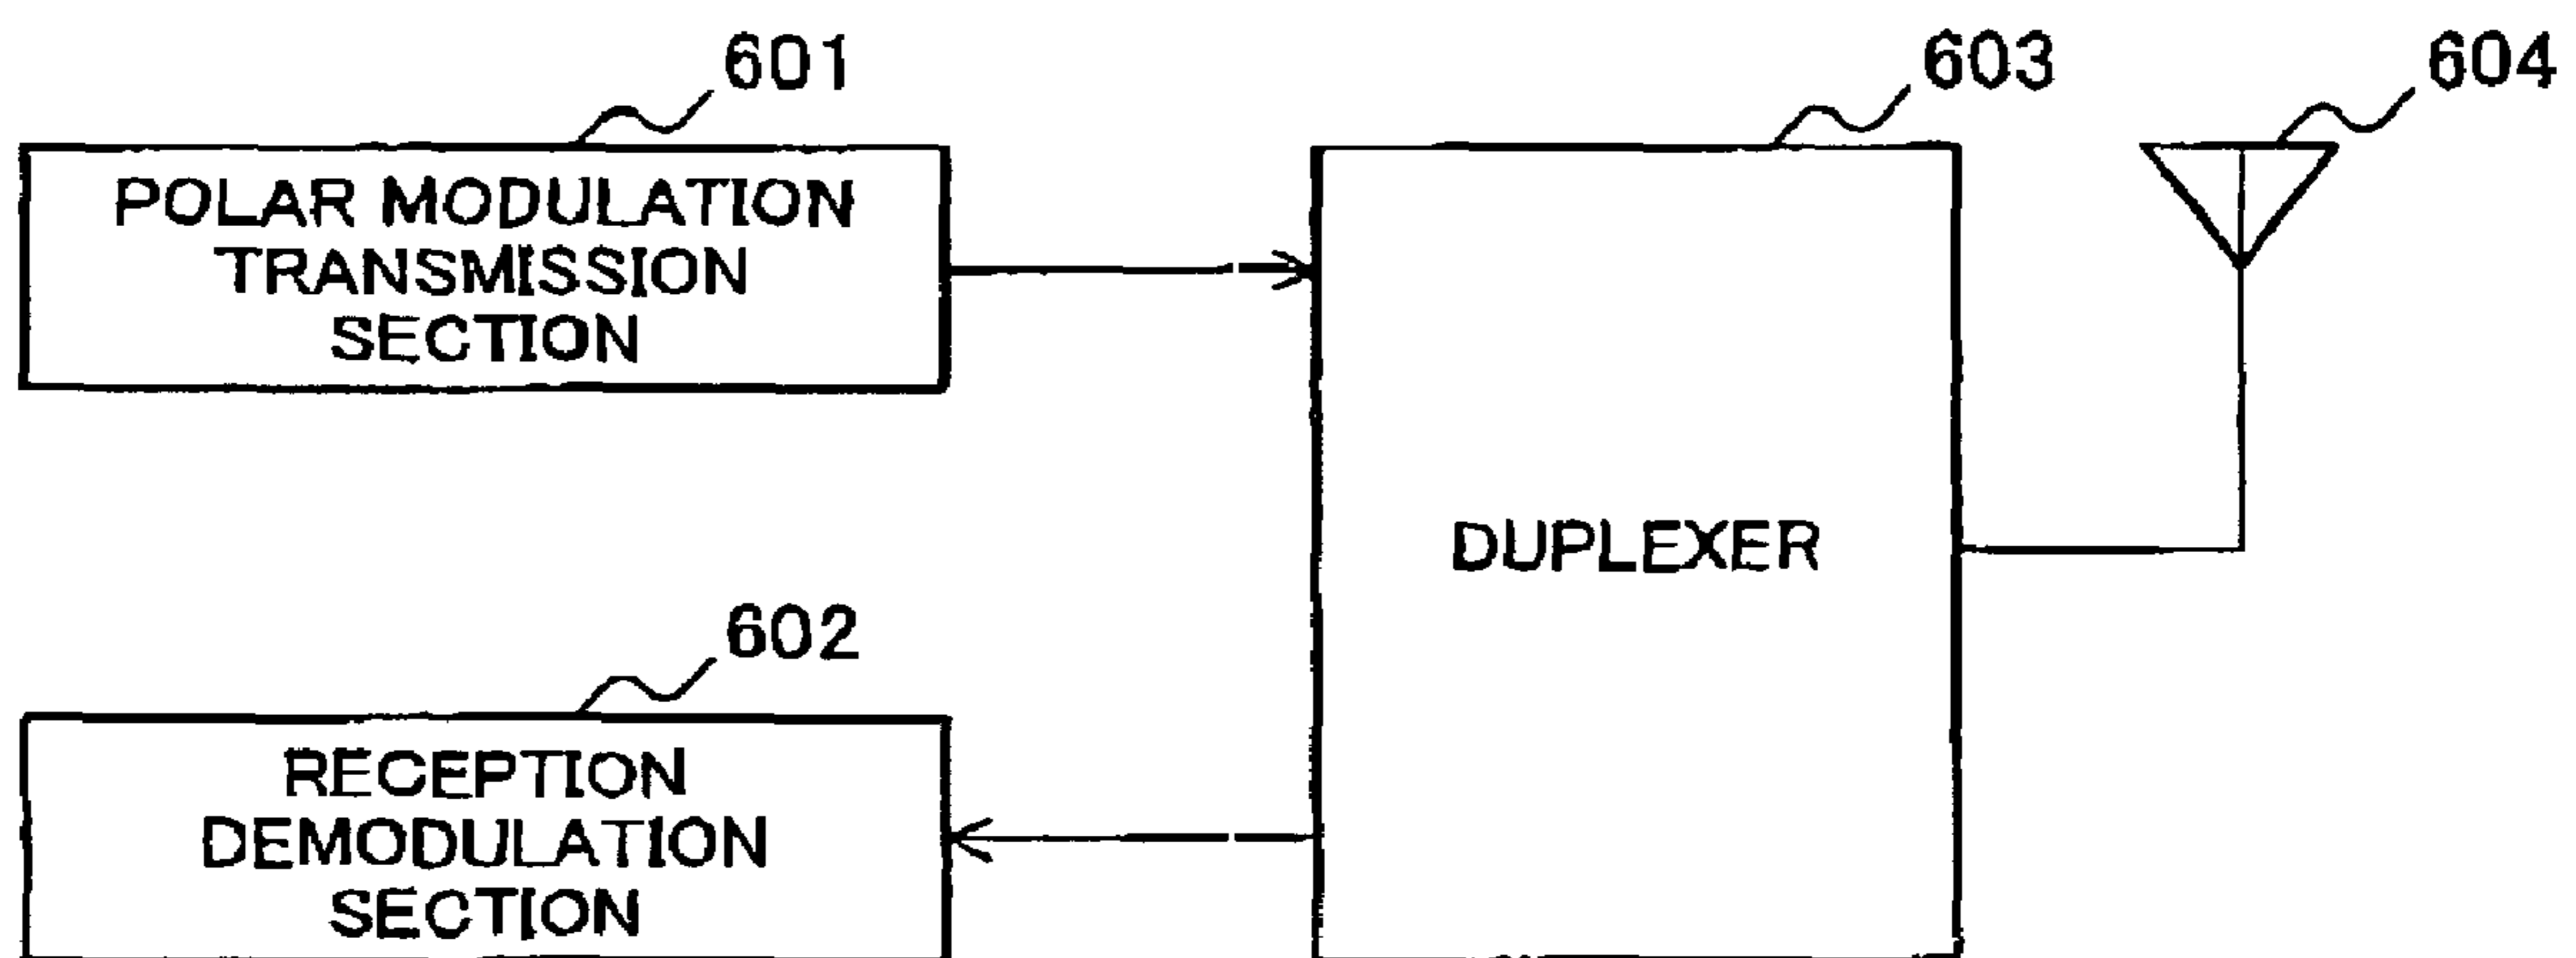 601
603
604
POLAR MODULATION
TRANSMISSION
SECTION
DUPLEXER
602
RECEPTION
DEMODULATION
SECTION